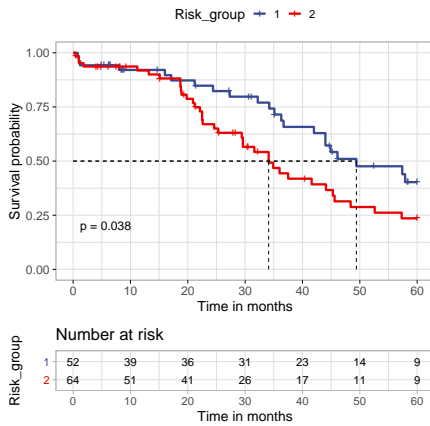 Risk_group 1 2
1.00
0.75
0.50
0.25
0.00
Survival probability
p = 0.038
0 10 20 30 40 50 60
Time in months
Number at risk
Risk_group
1 52 39 36 31 23 14 9
2 64 51 41 26 17 11 9
0 10 20 30 40 50 60
Time in months